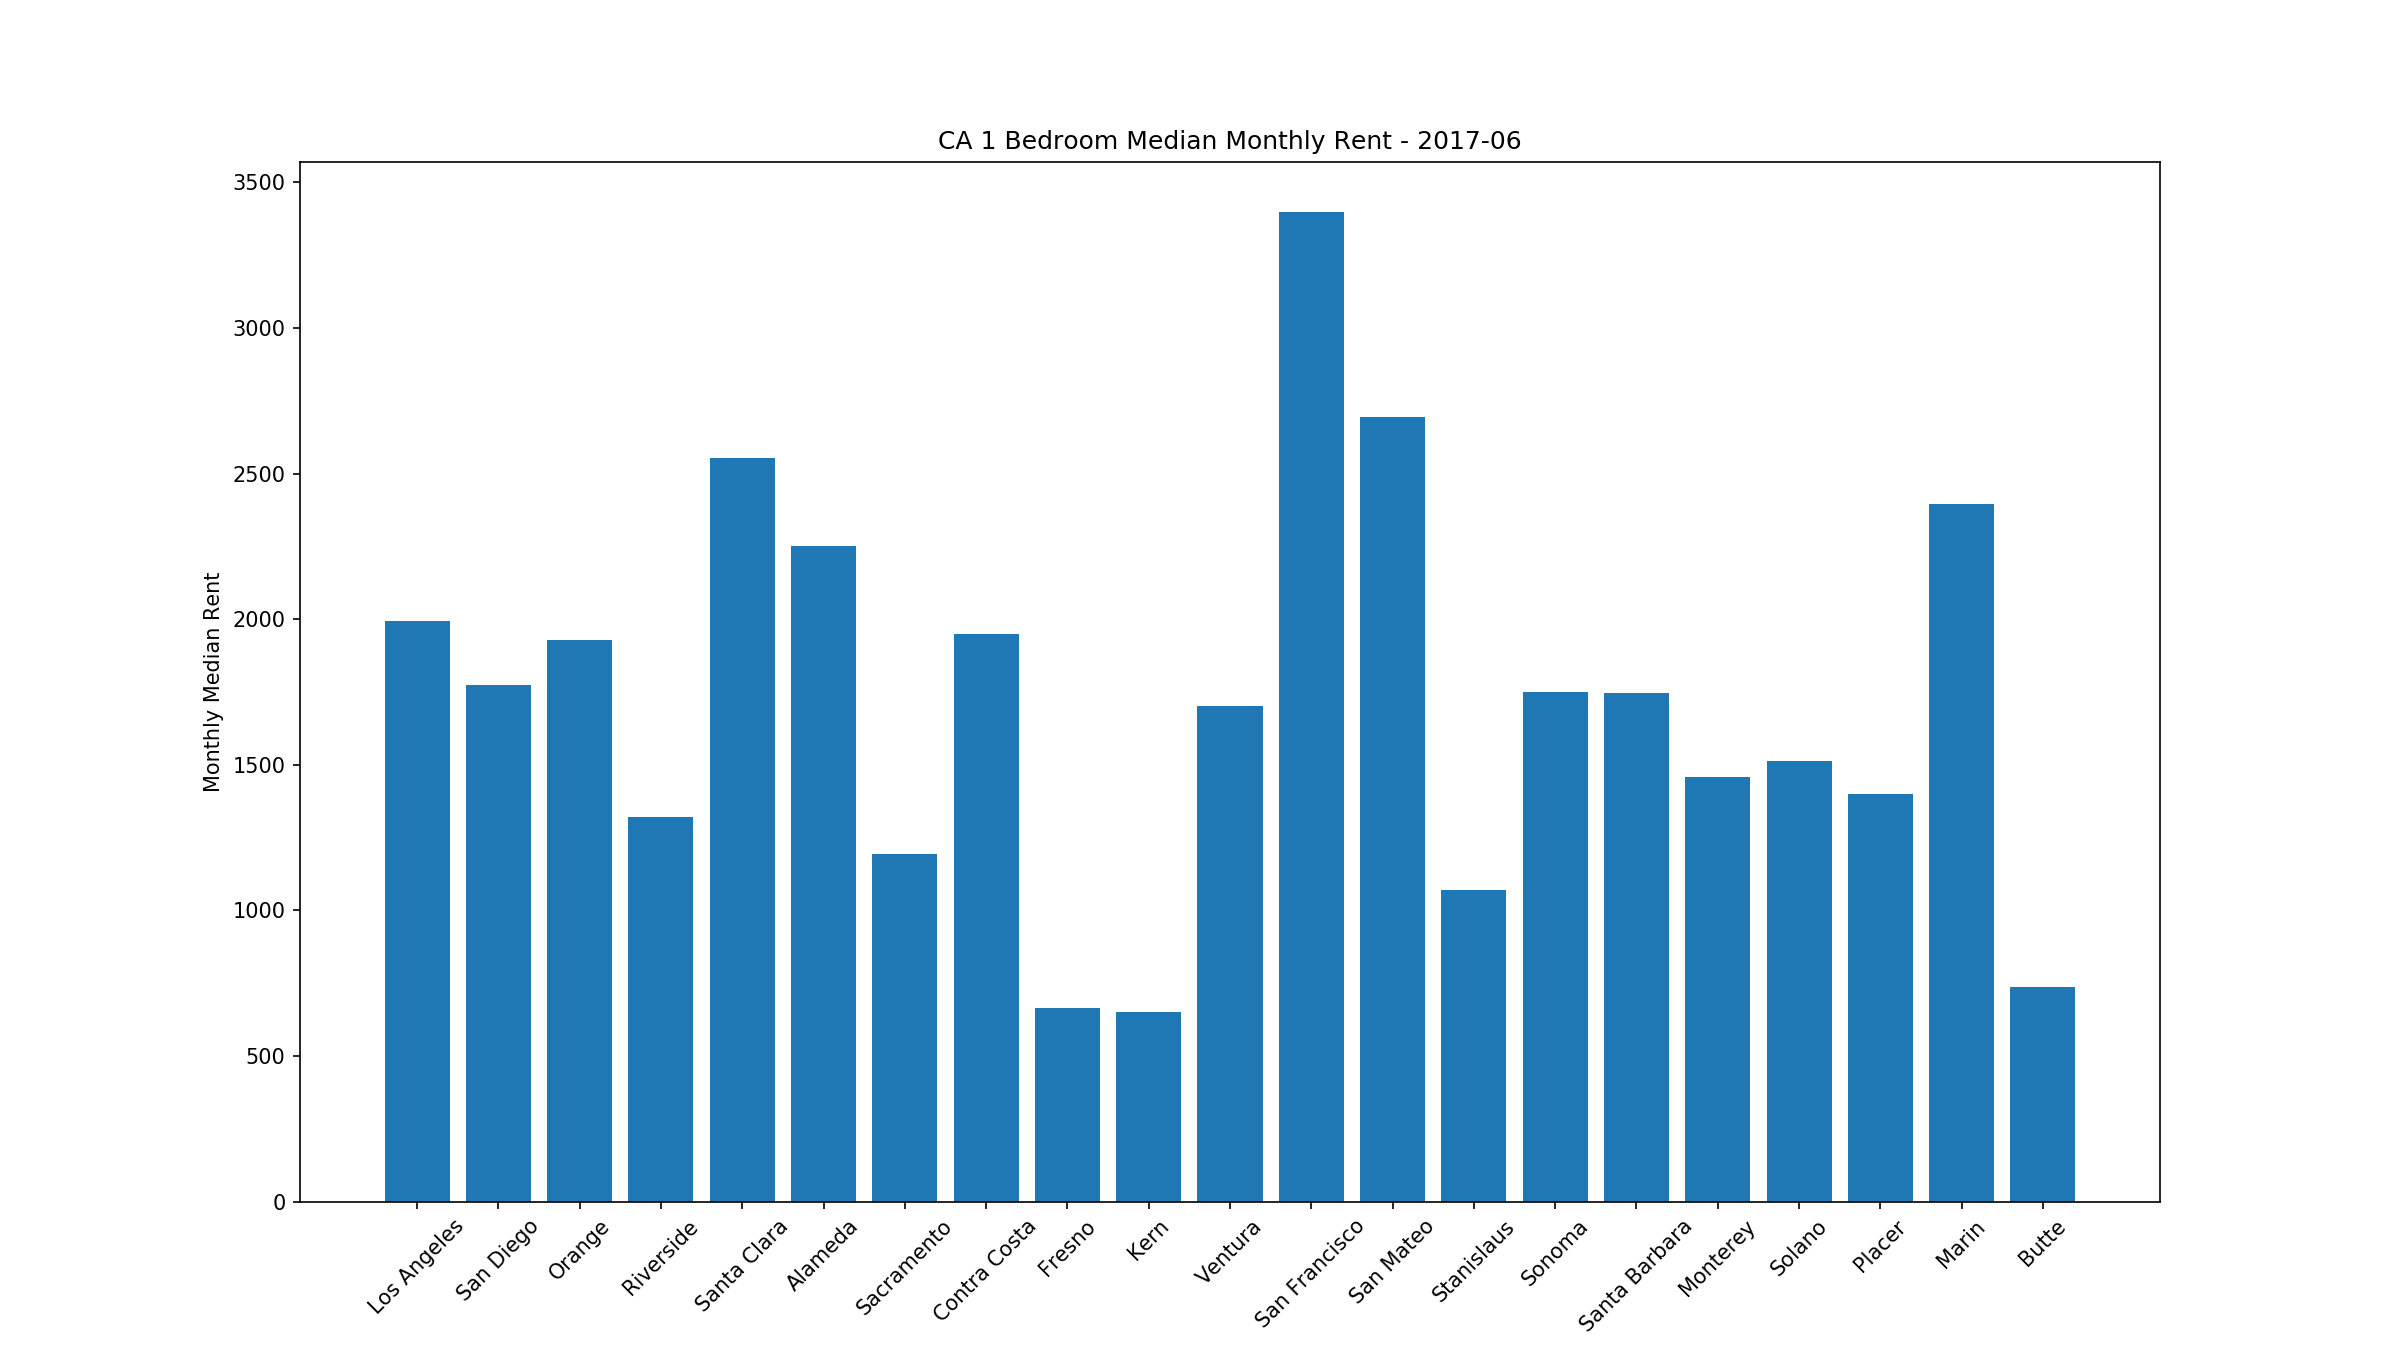 CA 1 Bedroom Median Monthly Rent - 2017-06
Monthly Median Rent
3500
3000
2500
2000
1500
1000
500
0
Los Angeles
San Diego
Orange
Riverside
Santa Clara
Alameda
Sacramento
Contra Costa
Fresno
Kern
Ventura
San Francisco
San Mateo
Stanislaus
Sonoma
Santa Barbara
Monterey
Solano
Placer
Marin
Butte